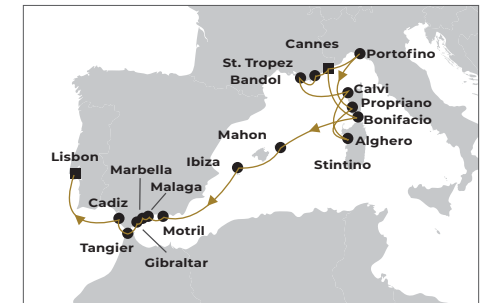 Cannes
Portofino
St. Tropez
Bandol
Calvi
Propriano
Bonifacio
Mahon
Alghero
Lisbon
Ibiza
Stintino
Marbella
Malaga
Cadiz
Motril
Tangier
Gibraltar